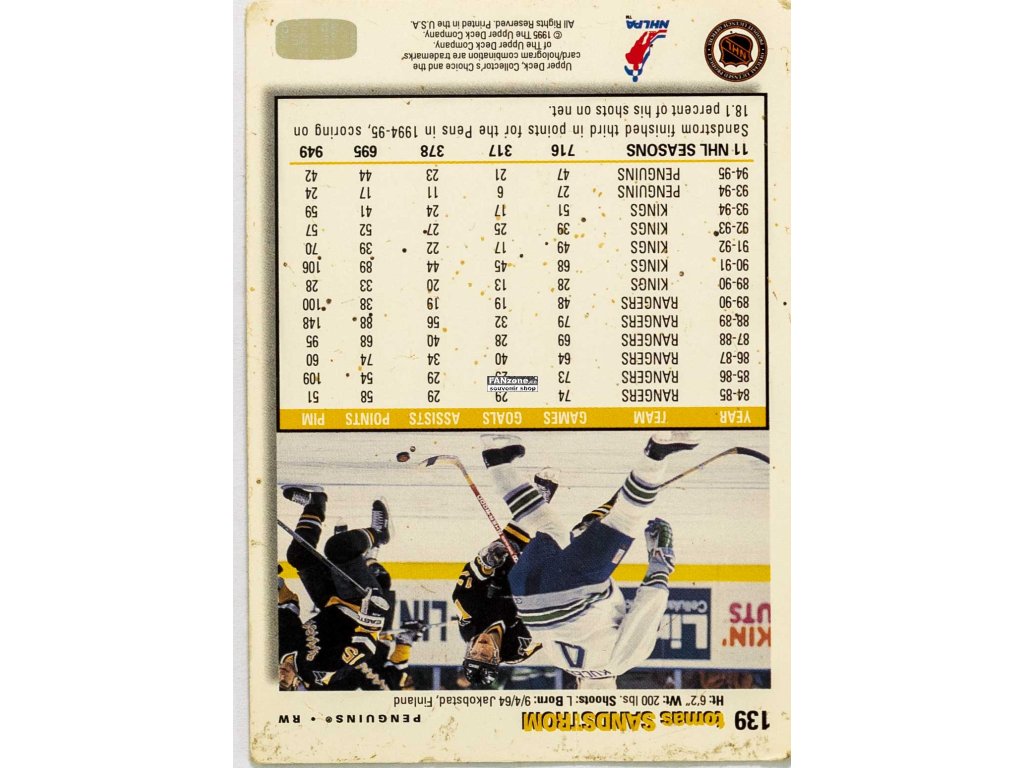 139 tomas SANDSTROM PENGUINS® • RW
Ht: 6'2" Wt: 200 lbs. Shoots: L Born: 9/4/64 Jakobstad, Finland
YEAR TEAM GAMES GOALS ASSISTS POINTS PIM
84-85 RANGERS 74 29 29 58 51
85-86 RANGERS 73 25 29 54 109
86-87 RANGERS 64 40 34 74 60
87-88 RANGERS 69 28 40 68 95
88-89 RANGERS 79 32 56 88 148
89-90 RANGERS 48 19 19 38 100
89-90 KINGS 28 13 20 33 28
90-91 KINGS 68 45 44 89 106
91-92 KINGS 49 17 22 39 70
92-93 KINGS 39 25 27 52 57
93-94 KINGS 51 17 24 41 59
93-94 PENGUINS 27 6 11 17 24
94-95 PENGUINS 47 21 23 44 42
11 NHL SEASONS 716 317 378 695 949
Sandstrom finished third in points for the Pens in 1994-95, scoring on
18.1 percent of his shots on net.
NHL
NHLPA
TM
Upper Deck, Collector's Choice and the
card/hologram combination are trademarks
of The Upper Deck Company.
© 1995 The Upper Deck Company.
All Rights Reserved. Printed in the U.S.A.
FANzone.cz
souvenir shop